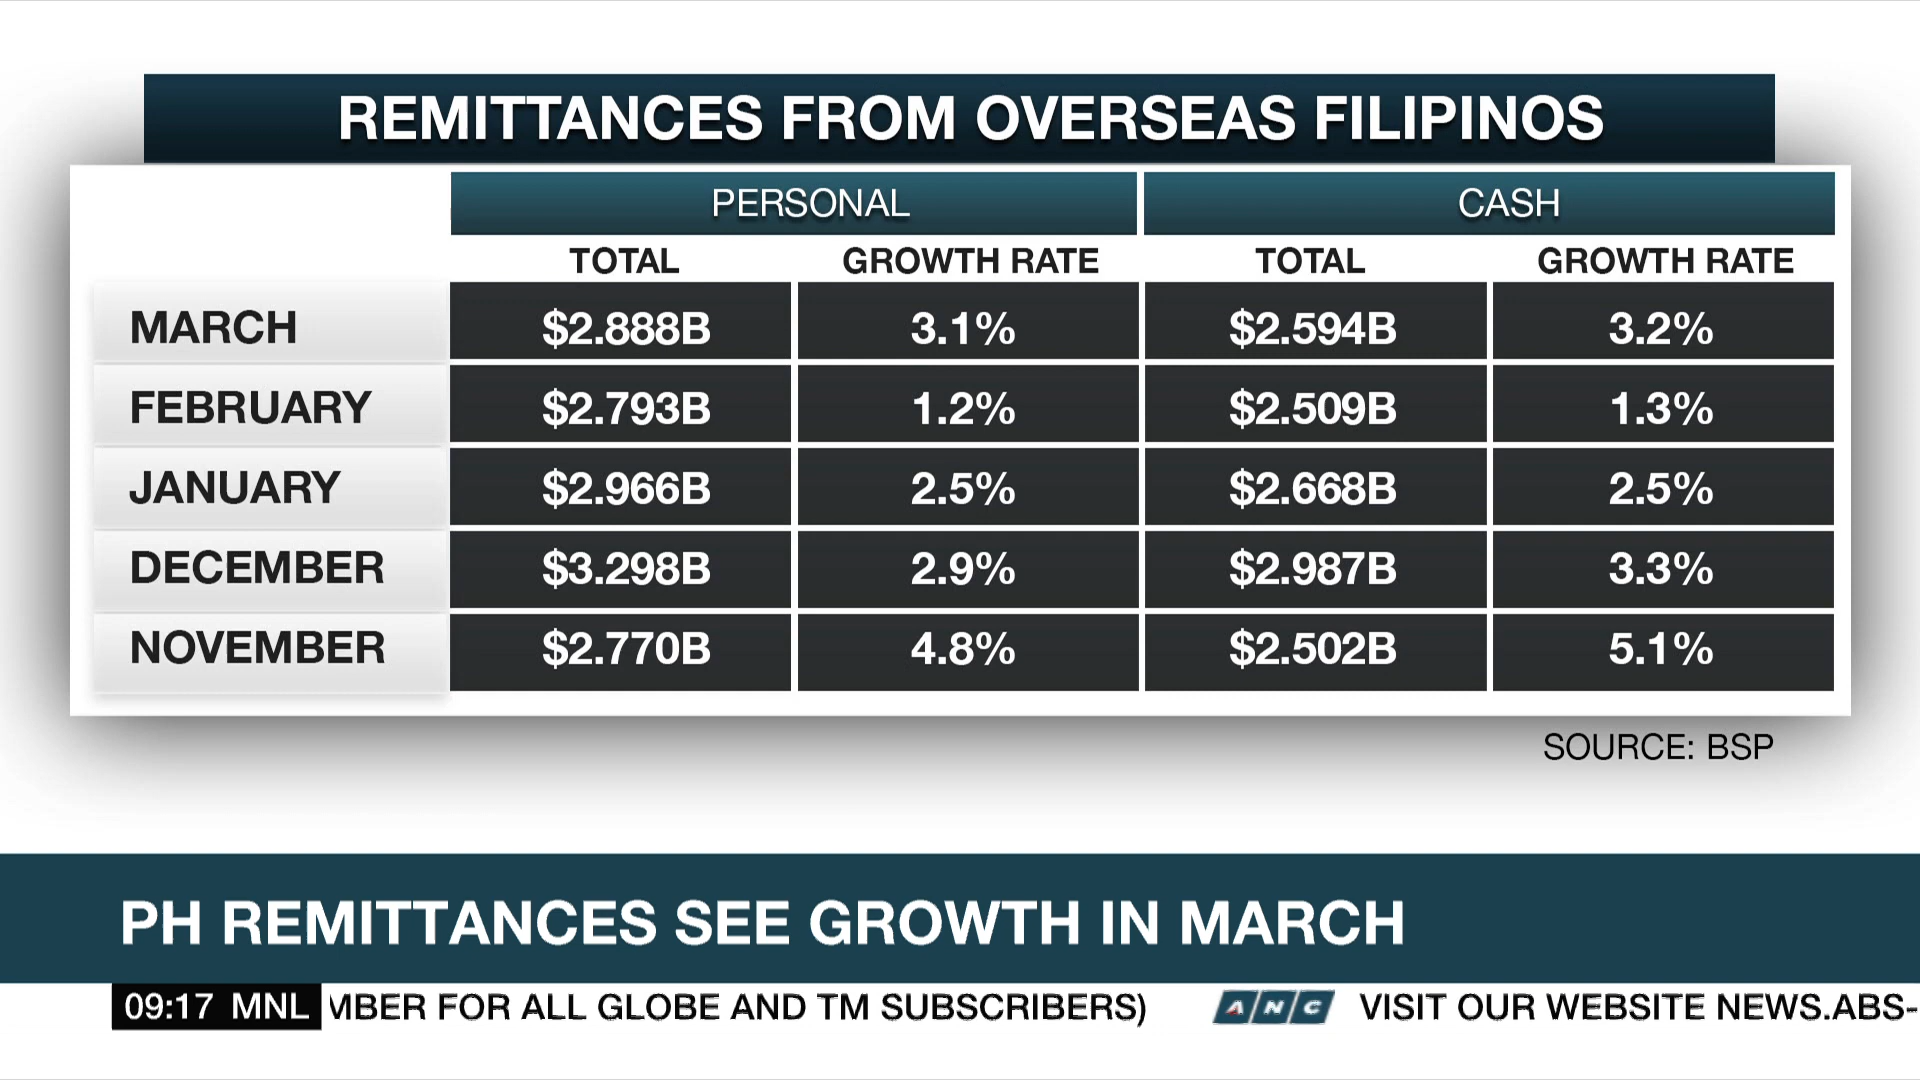 REMITTANCES FROM OVERSEAS FILIPINOS
PERSONAL CASH
TOTAL GROWTH RATE TOTAL GROWTH RATE
MARCH $2.888B 3.1% $2.594B 3.2%
FEBRUARY $2.793B 1.2% $2.509B 1.3%
JANUARY $2.966B 2.5% $2.668B 2.5%
DECEMBER $3.298B 2.9% $2.987B 3.3%
NOVEMBER $2.770B 4.8% $2.502B 5.1%
SOURCE: BSP
PH REMITTANCES SEE GROWTH IN MARCH
09:17 MNL MBER FOR ALL GLOBE AND TM SUBSCRIBERS) ANC VISIT OUR WEBSITE NEWS.ABS-